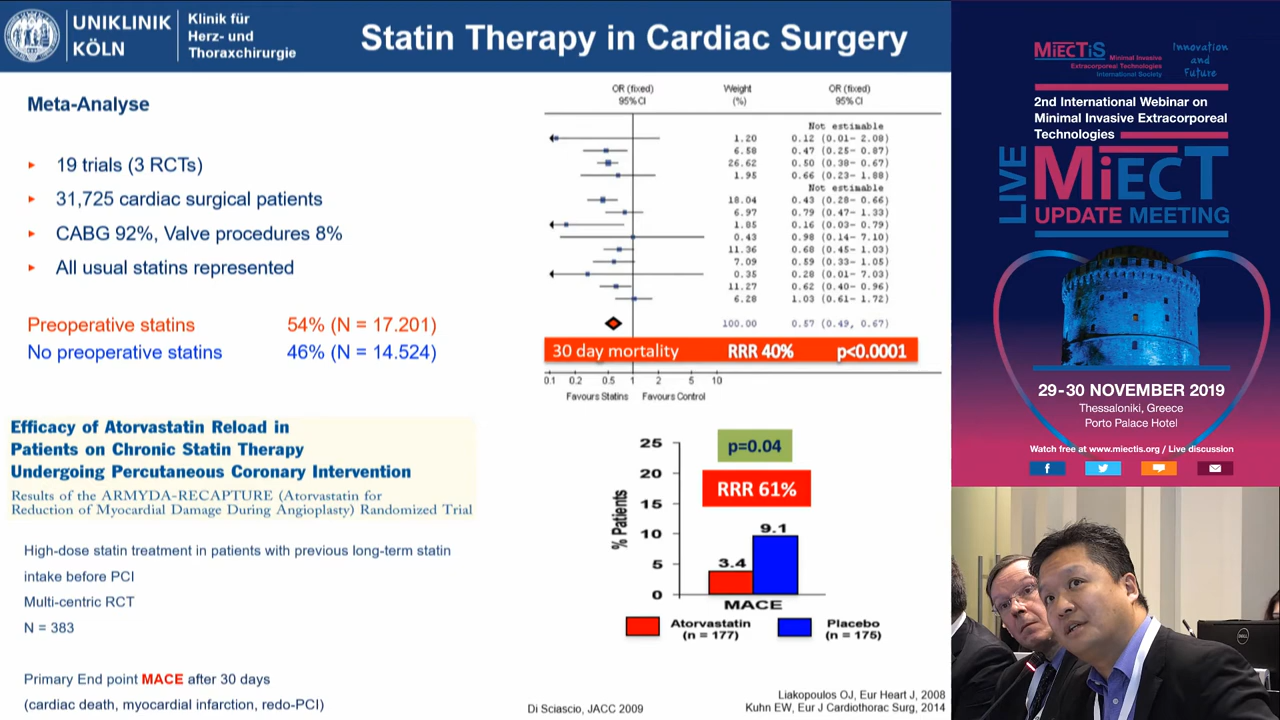 UNIKLINIK
KÖLN
Klinik für
Herz- und
Thoraxchirurgie
Statin Therapy in Cardiac Surgery
Meta-Analyse
19 trials (3 RCTs)
31,725 cardiac surgical patients
CABG 92%, Valve procedures 8%
All usual statins represented
Preoperative statins 54% (N = 17.201)
No preoperative statins 46% (N = 14.524)
OR (fixed) Weight OR (fixed)
95% CI (%) 95% CI
Not estimable
1.20 0.12 (0.01- 2.08)
6.58 0.47 (0.25- 0.87)
26.62 0.50 (0.38- 0.67)
1.95 0.66 (0.23- 1.88)
Not estimable
18.04 0.43 (0.28- 0.66)
6.97 0.79 (0.47- 1.33)
1.85 0.16 (0.03- 0.79)
0.43 0.98 (0.14- 7.10)
11.36 0.68 (0.45- 1.03)
7.09 0.59 (0.33- 1.05)
0.35 0.28 (0.01- 7.03)
11.27 0.62 (0.40- 0.96)
6.28 1.03 (0.61- 1.72)
100.00 0.57 (0.49, 0.67)
30 day mortality RRR 40% p<0.0001
0.1 0.2 0.5 1 2 5 10
Favours Statins Favours Control
Efficacy of Atorvastatin Reload in
Patients on Chronic Statin Therapy
Undergoing Percutaneous Coronary Intervention
Results of the ARMYDA-RECAPTURE (Atorvastatin for
Reduction of Myocardial Damage During Angioplasty) Randomized Trial
High-dose statin treatment in patients with previous long-term statin
intake before PCI
Multi-centric RCT
N = 383
Primary End point MACE after 30 days
(cardiac death, myocardial infarction, redo-PCI)
% Patients
25
20
15
10
5
0
p=0.04
RRR 61%
3.4
9.1
MACE
Atorvastatin
(n = 177)
Placebo
(n = 175)
Di Sciascio, JACC 2009
Liakopoulos OJ, Eur Heart J, 2008
Kuhn EW, Eur J Cardiothorac Surg, 2014
MiECTiS
Minimal Invasive
Extracorporeal Technologies
International Society
Innovation
and
Future
2nd International Webinar on
Minimal Invasive Extracorporeal
Technologies
LIVE
MiECT
UPDATE MEETING
29-30 NOVEMBER 2019
Thessaloniki, Greece
Porto Palace Hotel
Watch free at www.miectis.org / Live discussion
f
DELL